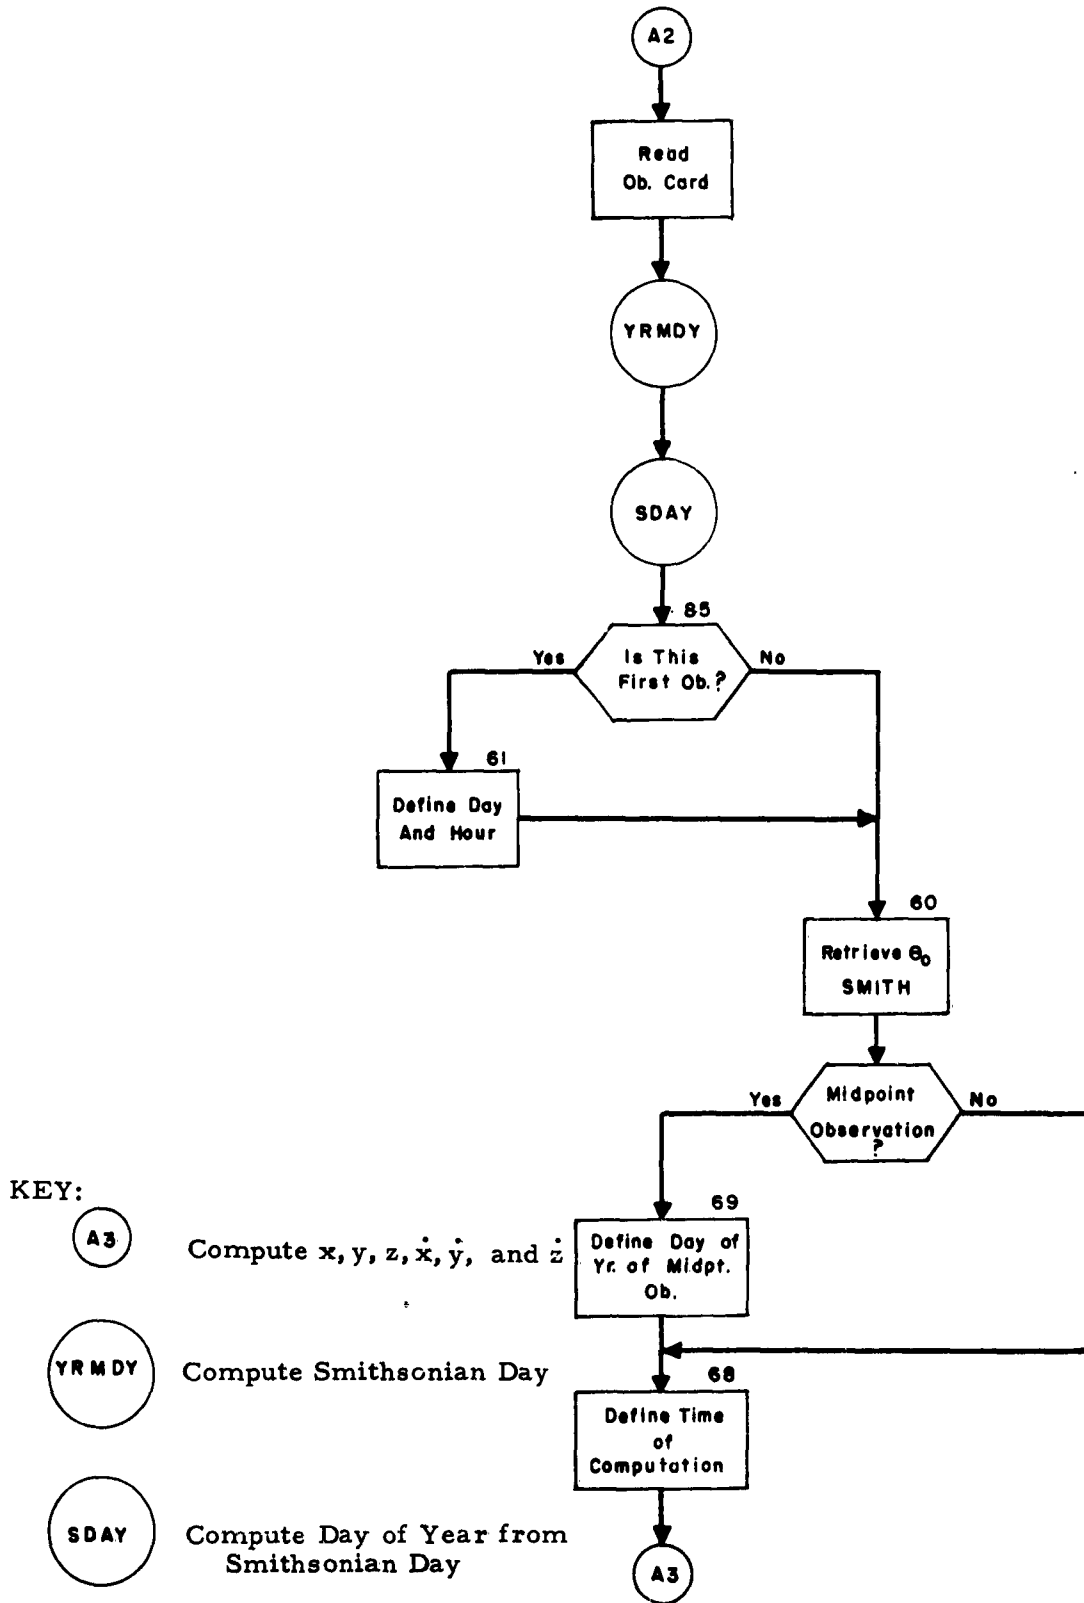 A2
Read
Ob. Card
YRMDY
SDAY
85
Yes
Is This
First Ob.?
No
61
Define Day
And Hour
60
Retrieve θ₀
SMITH
Yes
Midpoint
Observation
?
No
KEY:
A3
Compute x, y, z, ẋ, ẏ, and ż
69
Define Day of
Yr. of Midpt.
Ob.
YRMDY
Compute Smithsonian Day
68
Define Time
of
Computation
SDAY
Compute Day of Year from
Smithsonian Day
A3